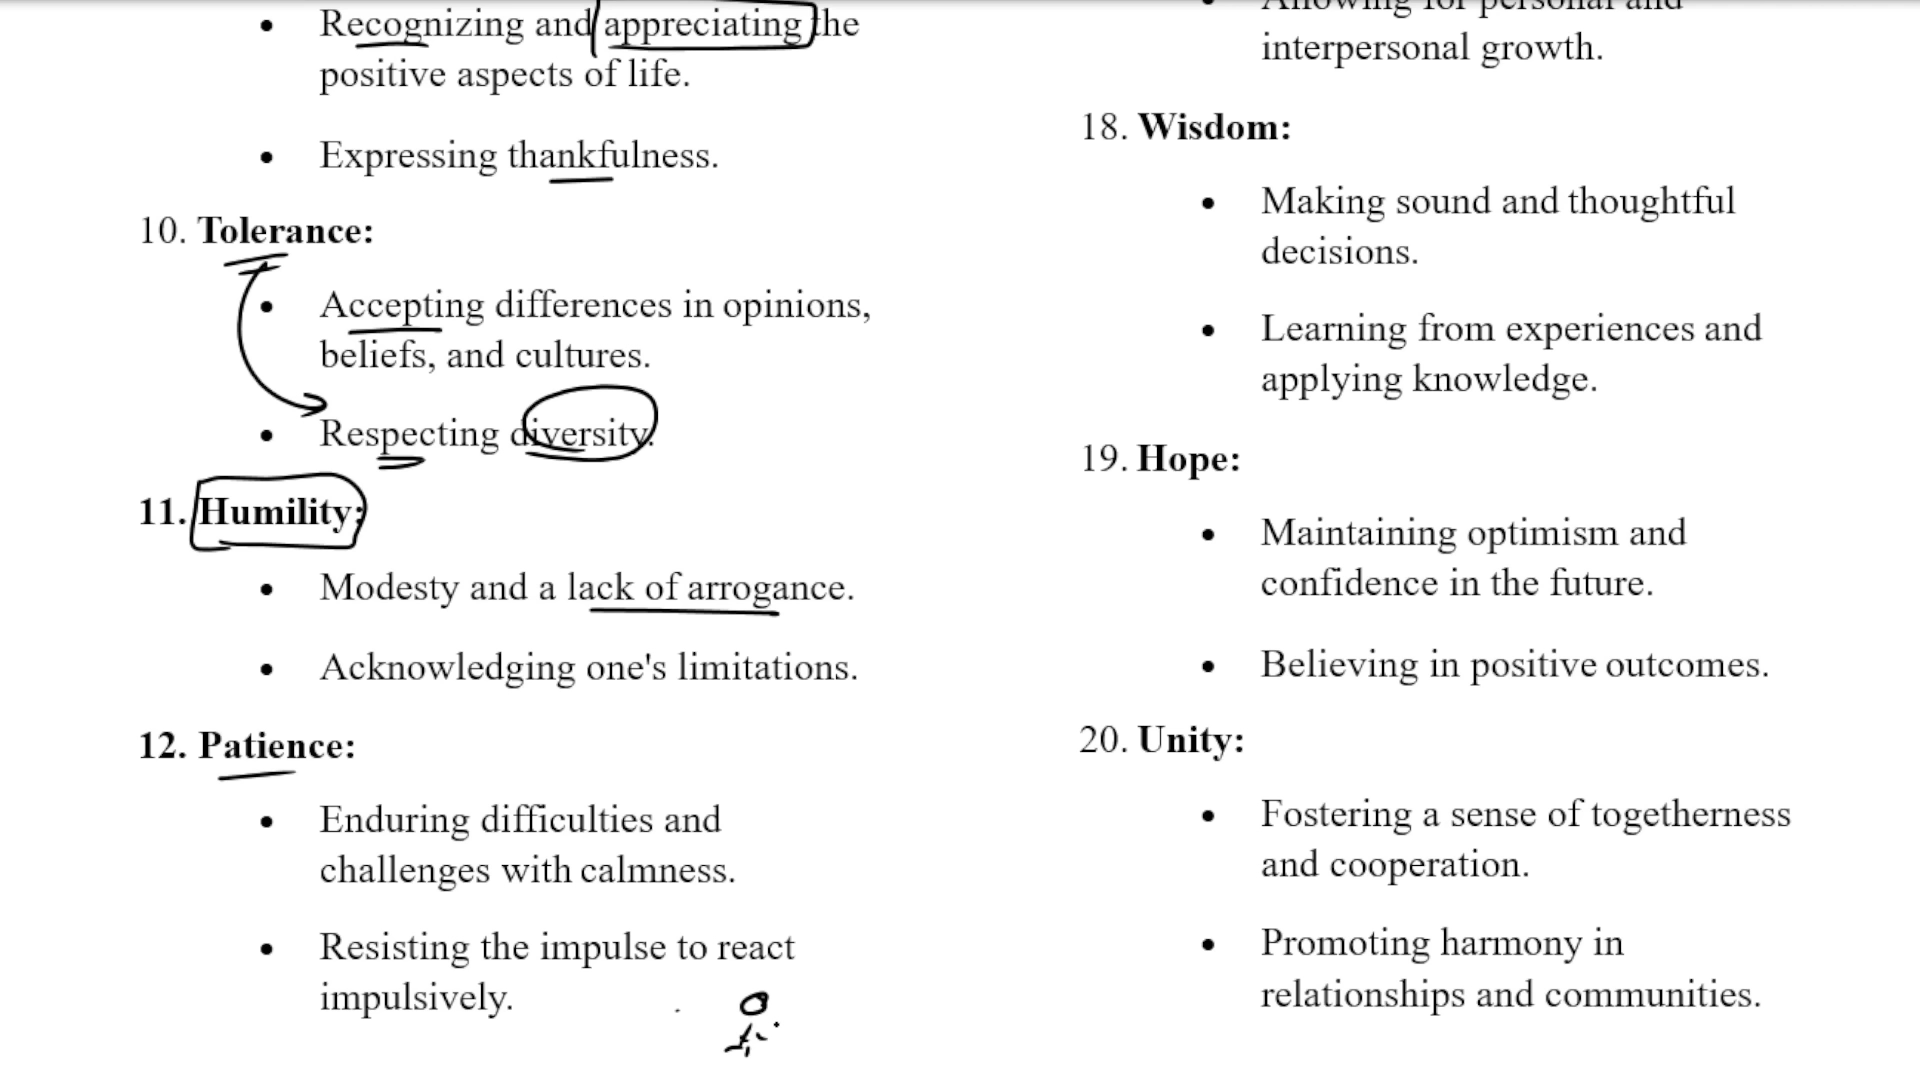 • Recognizing and appreciating the
positive aspects of life.
• Expressing thankfulness.
10. Tolerance:
• Accepting differences in opinions,
beliefs, and cultures.
• Respecting diversity.
11. Humility:
• Modesty and a lack of arrogance.
• Acknowledging one's limitations.
12. Patience:
• Enduring difficulties and
challenges with calmness.
• Resisting the impulse to react
impulsively.
• Allowing for personal and
interpersonal growth.
18. Wisdom:
• Making sound and thoughtful
decisions.
• Learning from experiences and
applying knowledge.
19. Hope:
• Maintaining optimism and
confidence in the future.
• Believing in positive outcomes.
20. Unity:
• Fostering a sense of togetherness
and cooperation.
• Promoting harmony in
relationships and communities.